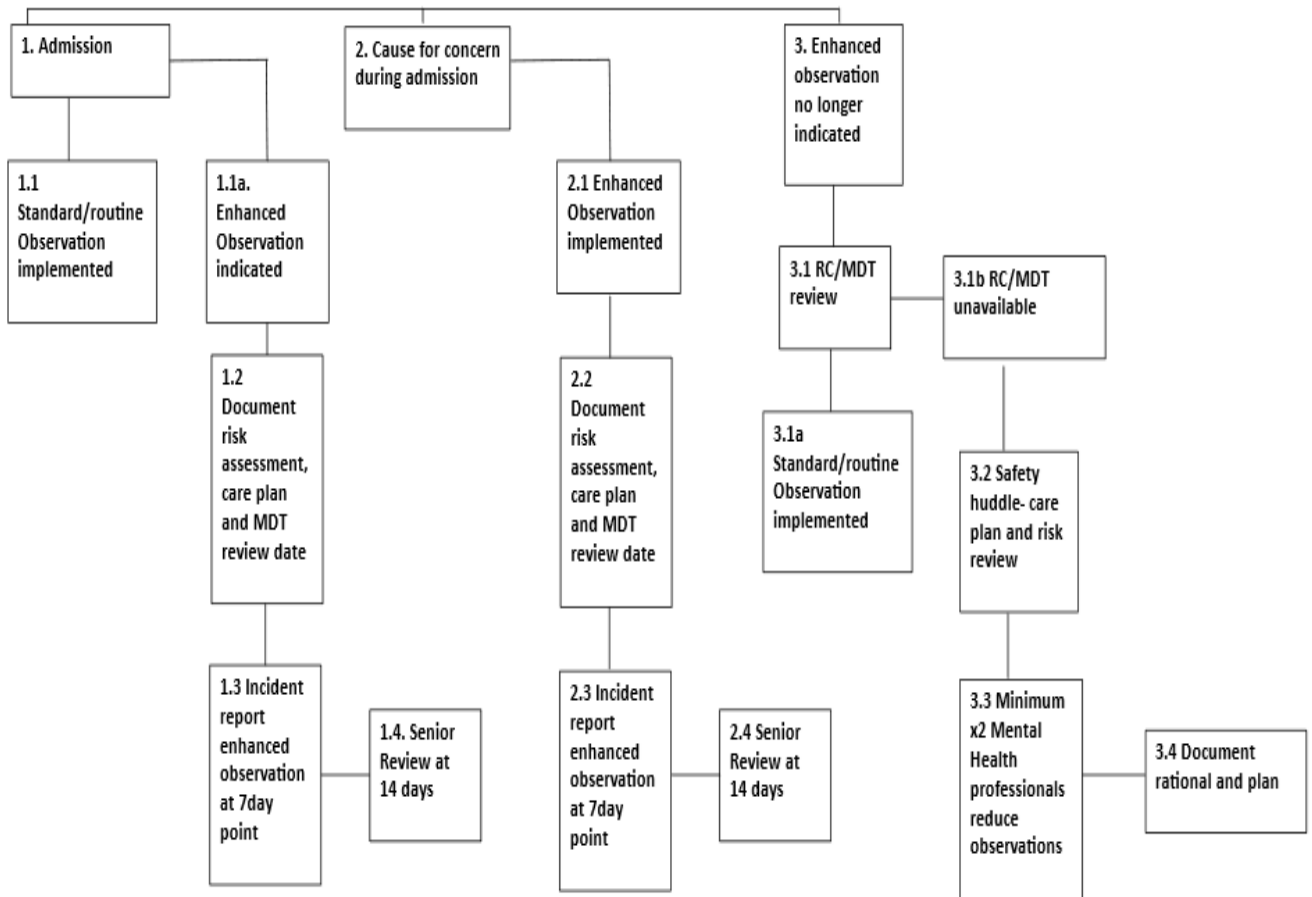 1. Admission
2. Cause for concern
during admission
3. Enhanced
observation
no longer
indicated
1.1
Standard/routine
Observation
implemented
1.1a.
Enhanced
Observation
indicated
2.1 Enhanced
Observation
implemented
3.1 RC/MDT
review
3.1b RC/MDT
unavailable
1.2
Document
risk
assessment,
care plan
and MDT
review date
2.2
Document
risk
assessment,
care plan
and MDT
review date
3.1a
Standard/routine
Observation
implemented
3.2 Safety
huddle- care
plan and risk
review
1.3 Incident
report
enhanced
observation
at 7day
point
1.4. Senior
Review at
14 days
2.3 Incident
report
enhanced
observation
at 7day
point
2.4 Senior
Review at
14 days
3.3 Minimum
x2 Mental
Health
professionals
reduce
observations
3.4 Document
rational and plan